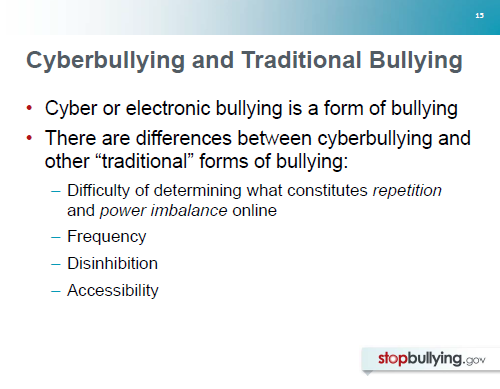 15
Cyberbullying and Traditional Bullying
• Cyber or electronic bullying is a form of bullying
• There are differences between cyberbullying and
other “traditional” forms of bullying:
– Difficulty of determining what constitutes repetition
and power imbalance online
– Frequency
– Disinhibition
– Accessibility
stopbullying.gov